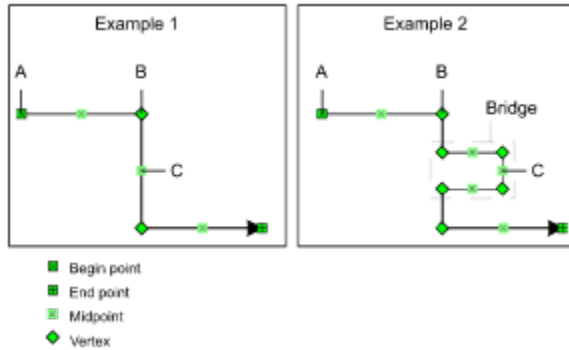 Example 1
A
B
C
Example 2
A
B
Bridge
C
Begin point
End point
Midpoint
Vertex